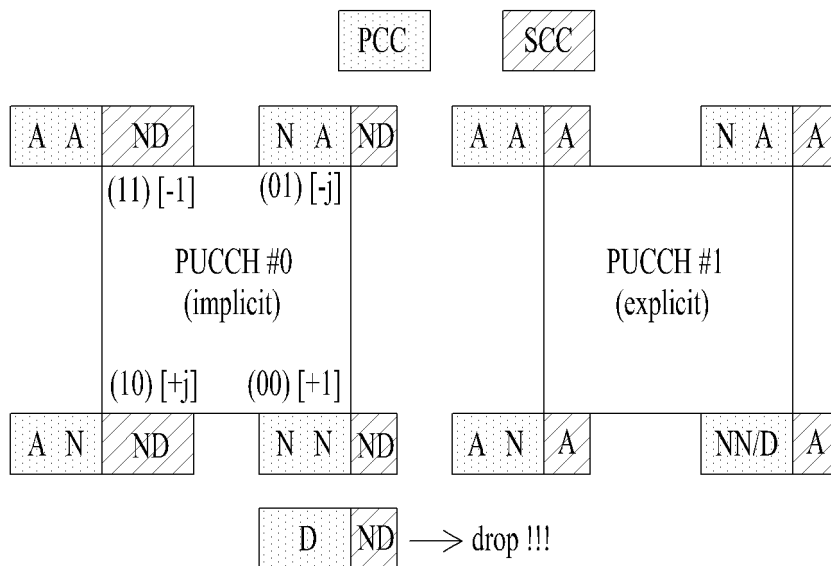 PCC SCC
A A ND N A ND A A A N A A
(11) [-1] (01) [-j]
PUCCH #0 PUCCH #1
(implicit) (explicit)
(10) [+j] (00) [+1]
A N ND N N ND A N A NN/D A
D ND drop !!!